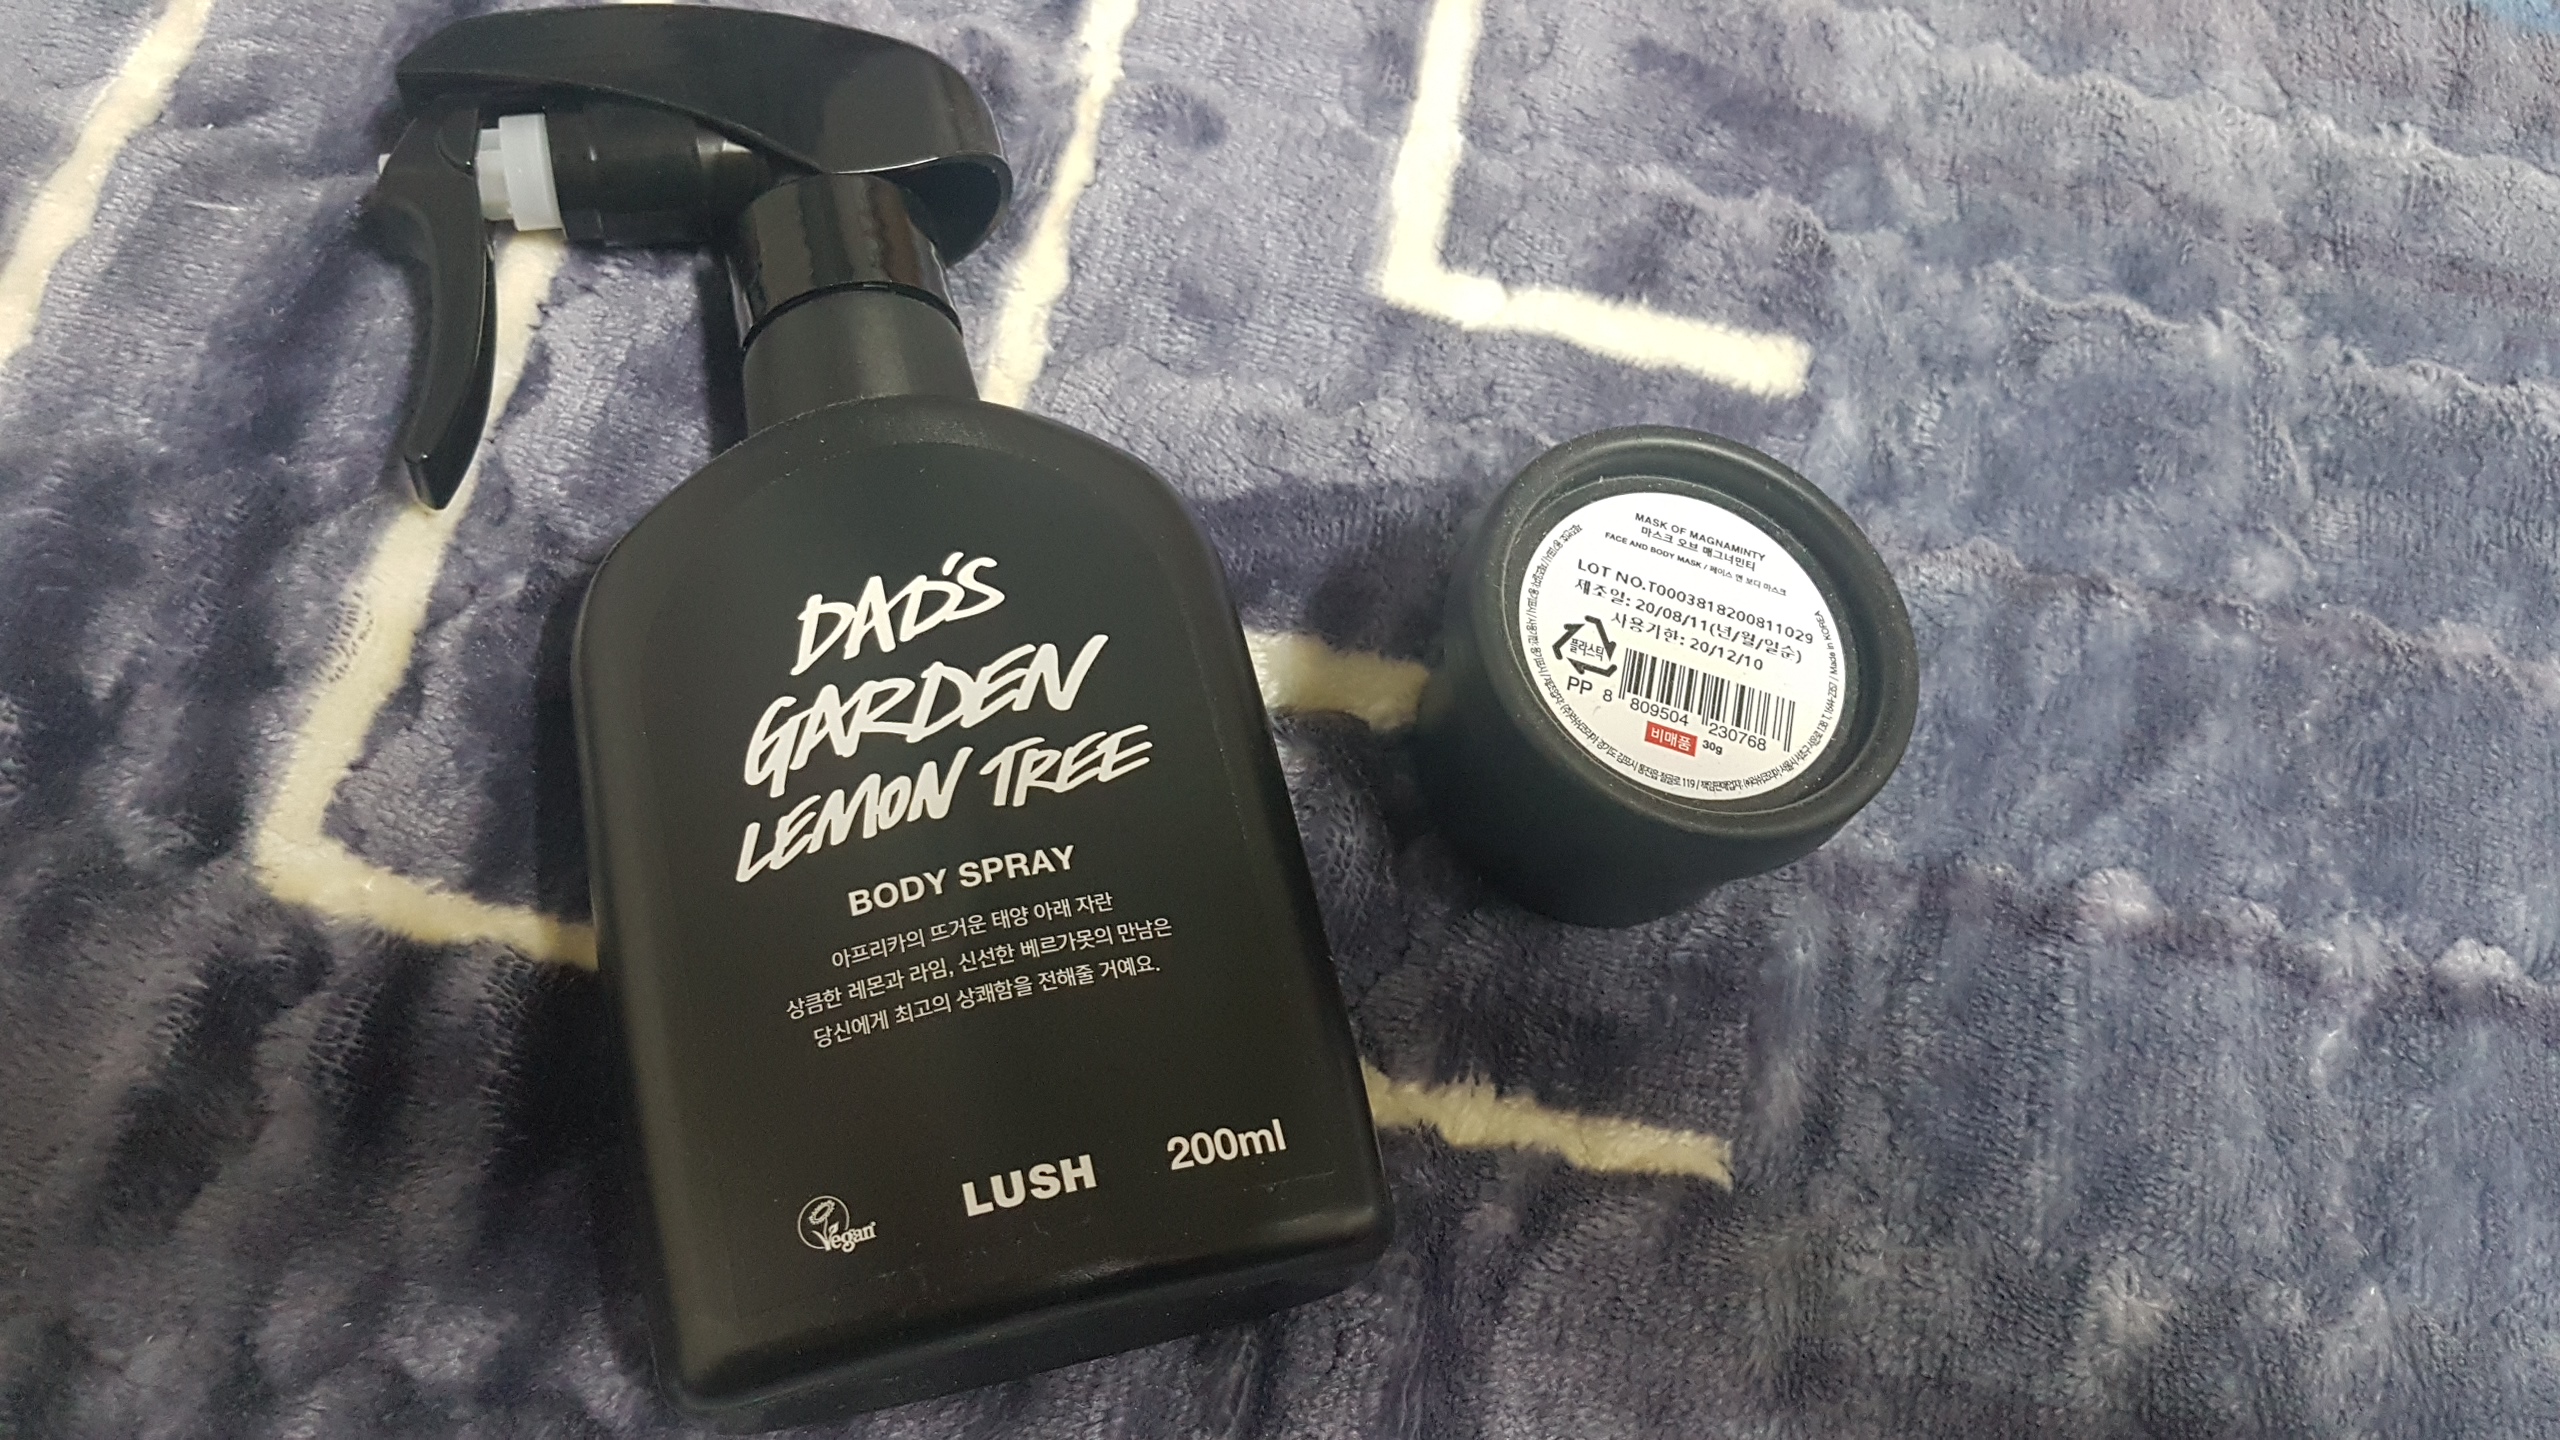 DAD'S
GARDEN
LEMON TREE
BODY SPRAY
아프리카의 뜨거운 태양 아래 자란
상큼한 레몬과 라임, 신선한 베르가못의 만남은
당신에게 최고의 상쾌함을 전해줄 거예요.
Vegan
LUSH
200ml
MASK OF MAGNAMINTY
마스크 오브 매그너민티
FACE AND BODY MASK / 페이스 앤 보디 마스크
LOT NO.T000381820081​1029
제조일: 20/08/11(년/월/일순)
사용기한: 20/12/10
플라스틱
PP
8 809504 230768
비매품 30g
Made in KOREA